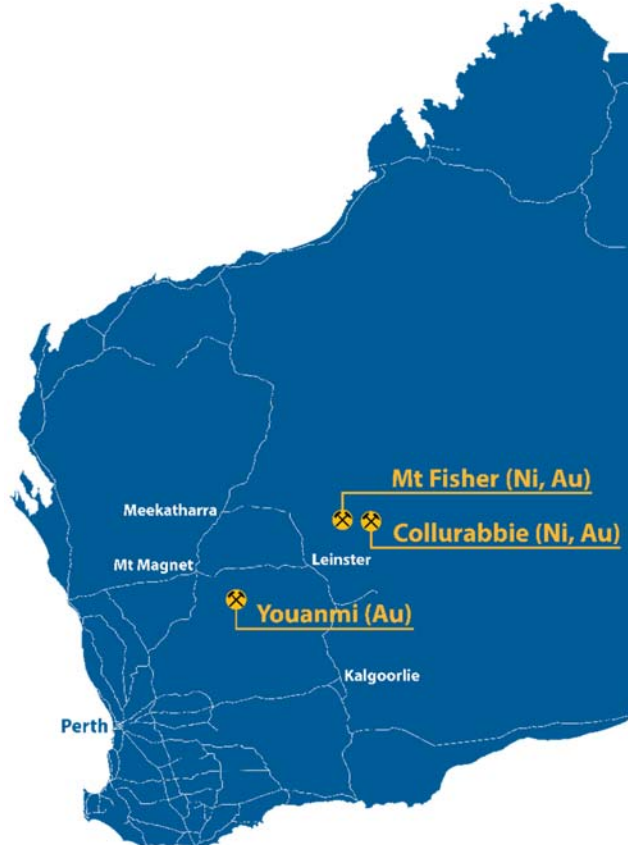 Mt Fisher (Ni, Au)
Meekatharra
Collurabbie (Ni, Au)
Leinster
Mt Magnet
Youanmi (Au)
Kalgoorlie
Perth